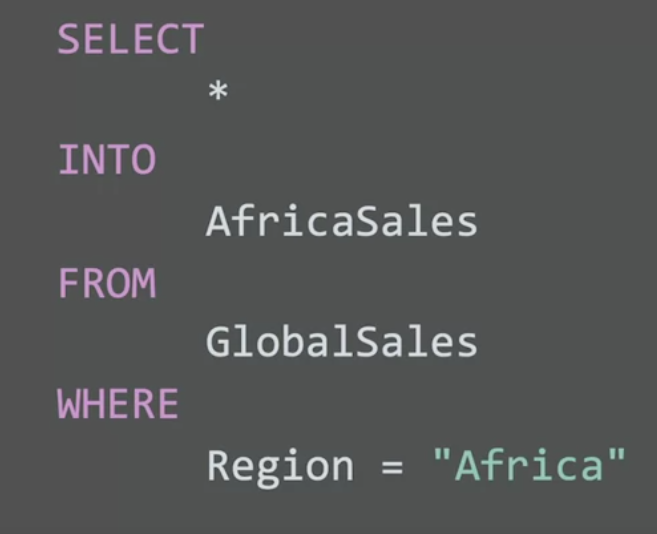 SELECT
*
INTO
AfricaSales
FROM
GlobalSales
WHERE
Region = "Africa"